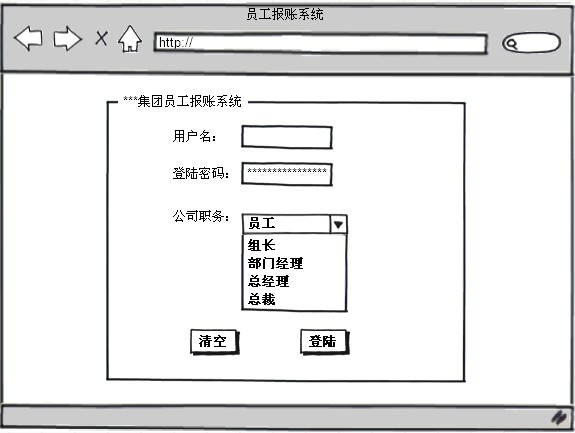 员工报账系统
http://
***集团员工报账系统
用户名：
登陆密码： ***************
公司职务： 员工
组长
部门经理
总经理
总裁
清空 登陆